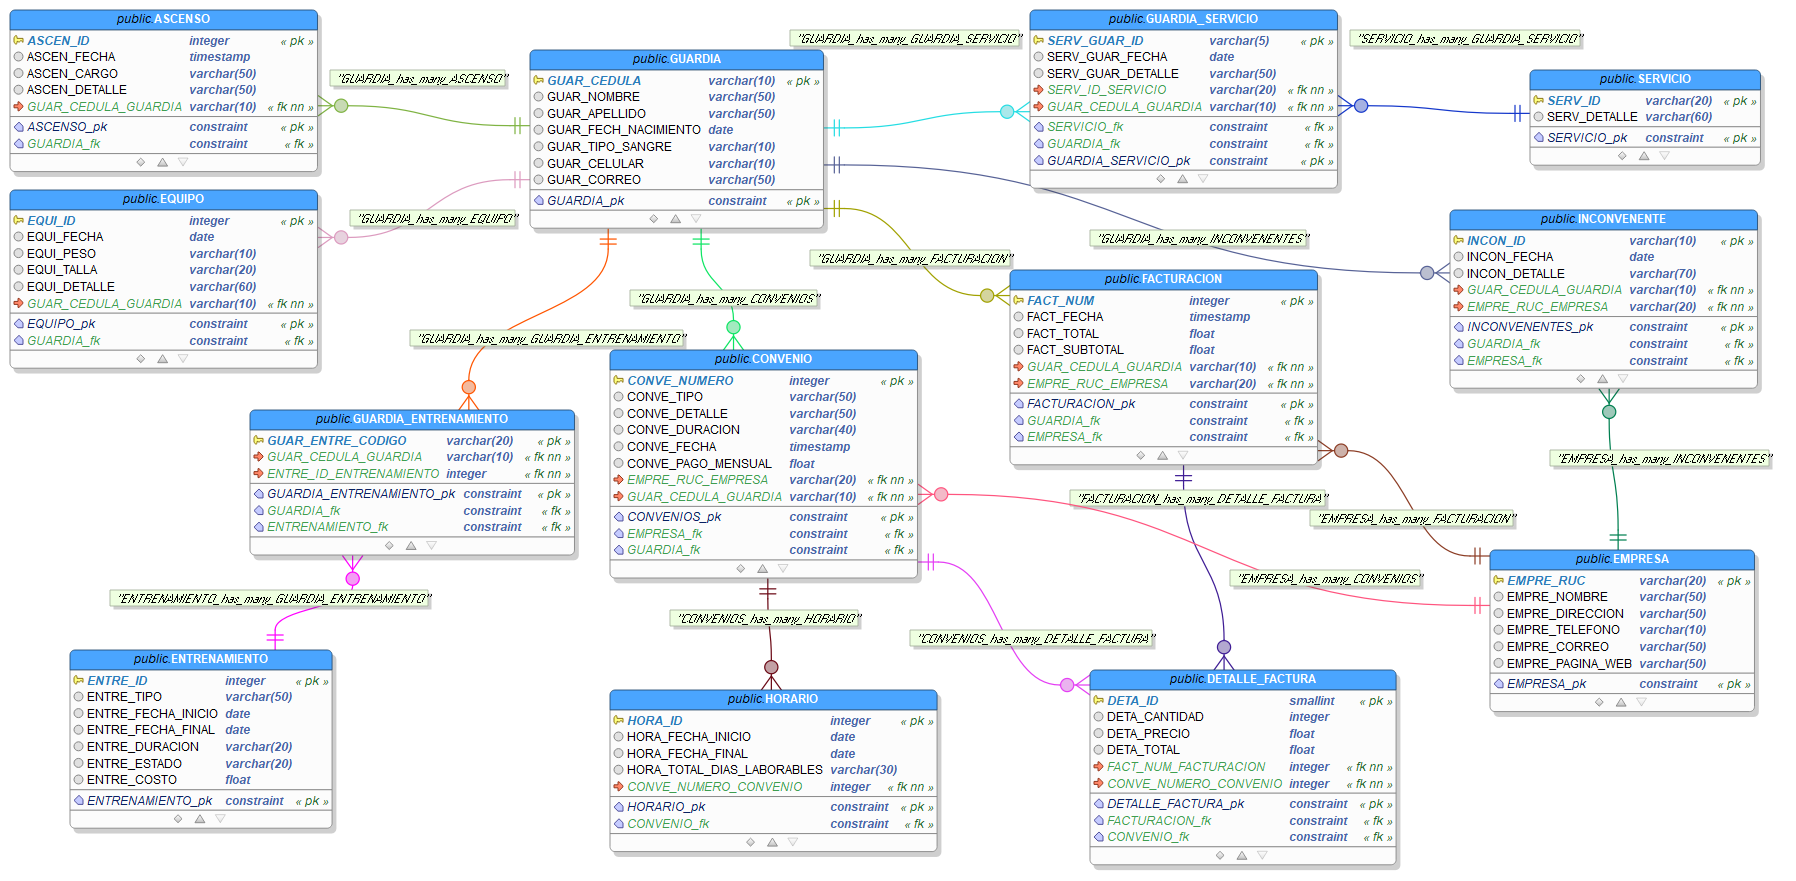 public.ASCENSO
ASCEN_ID integer « pk »
ASCEN_FECHA timestamp
ASCEN_CARGO varchar(50)
ASCEN_DETALLE varchar(50)
GUAR_CEDULA_GUARDIA varchar(10) « fk nn »
ASCENSO_pk constraint « pk »
GUARDIA_fk constraint « fk »
"GUARDIA_has_many_ASCENSO"
public.GUARDIA
GUAR_CEDULA varchar(10) « pk »
GUAR_NOMBRE varchar(50)
GUAR_APELLIDO varchar(50)
GUAR_FECH_NACIMIENTO date
GUAR_TIPO_SANGRE varchar(10)
GUAR_CELULAR varchar(10)
GUAR_CORREO varchar(50)
GUARDIA_pk constraint « pk »
"GUARDIA_has_many_GUARDIA_SERVICIO"
public.GUARDIA_SERVICIO
SERV_GUAR_ID varchar(5) « pk »
SERV_GUAR_FECHA date
SERV_GUAR_DETALLE varchar(50)
SERV_ID_SERVICIO varchar(20) « fk nn »
GUAR_CEDULA_GUARDIA varchar(10) « fk nn »
SERVICIO_fk constraint « fk »
GUARDIA_fk constraint « fk »
GUARDIA_SERVICIO_pk constraint « pk »
"SERVICIO_has_many_GUARDIA_SERVICIO"
public.SERVICIO
SERV_ID varchar(20) « pk »
SERV_DETALLE varchar(60)
SERVICIO_pk constraint « pk »
public.EQUIPO
EQUI_ID integer « pk »
EQUI_FECHA date
EQUI_PESO varchar(10)
EQUI_TALLA varchar(20)
EQUI_DETALLE varchar(60)
GUAR_CEDULA_GUARDIA varchar(10) « fk nn »
EQUIPO_pk constraint « pk »
GUARDIA_fk constraint « fk »
"GUARDIA_has_many_EQUIPO"
"GUARDIA_has_many_INCONVENENTES"
"GUARDIA_has_many_FACTURACION"
"GUARDIA_has_many_CONVENIOS"
"GUARDIA_has_many_GUARDIA_ENTRENAMIENTO"
public.INCONVENENTE
INCON_ID varchar(10) « pk »
INCON_FECHA date
INCON_DETALLE varchar(70)
GUAR_CEDULA_GUARDIA varchar(10) « fk nn »
EMPRE_RUC_EMPRESA varchar(20) « fk nn »
INCONVENENTES_pk constraint « pk »
GUARDIA_fk constraint « fk »
EMPRESA_fk constraint « fk »
public.FACTURACION
FACT_NUM integer « pk »
FACT_FECHA timestamp
FACT_TOTAL float
FACT_SUBTOTAL float
GUAR_CEDULA_GUARDIA varchar(10) « fk nn »
EMPRE_RUC_EMPRESA varchar(20) « fk nn »
FACTURACION_pk constraint « pk »
GUARDIA_fk constraint « fk »
EMPRESA_fk constraint « fk »
public.CONVENIO
CONVE_NUMERO integer « pk »
CONVE_TIPO varchar(50)
CONVE_DETALLE varchar(50)
CONVE_DURACION varchar(40)
CONVE_FECHA timestamp
CONVE_PAGO_MENSUAL float
EMPRE_RUC_EMPRESA varchar(20) « fk nn »
GUAR_CEDULA_GUARDIA varchar(10) « fk nn »
CONVENIOS_pk constraint « pk »
EMPRESA_fk constraint « fk »
GUARDIA_fk constraint « fk »
public.GUARDIA_ENTRENAMIENTO
GUAR_ENTRE_CODIGO varchar(20) « pk »
GUAR_CEDULA_GUARDIA varchar(10) « fk nn »
ENTRE_ID_ENTRENAMIENTO integer « fk nn »
GUARDIA_ENTRENAMIENTO_pk constraint « pk »
GUARDIA_fk constraint « fk »
ENTRENAMIENTO_fk constraint « fk »
"EMPRESA_has_many_INCONVENENTES"
"FACTURACION_has_many_DETALLE_FACTURA"
"EMPRESA_has_many_FACTURACION"
"EMPRESA_has_many_CONVENIOS"
"ENTRENAMIENTO_has_many_GUARDIA_ENTRENAMIENTO"
"CONVENIOS_has_many_HORARIO"
"CONVENIOS_has_many_DETALLE_FACTURA"
public.EMPRESA
EMPRE_RUC varchar(20) « pk »
EMPRE_NOMBRE varchar(50)
EMPRE_DIRECCION varchar(50)
EMPRE_TELEFONO varchar(10)
EMPRE_CORREO varchar(50)
EMPRE_PAGINA_WEB varchar(50)
EMPRESA_pk constraint « pk »
public.ENTRENAMIENTO
ENTRE_ID integer « pk »
ENTRE_TIPO varchar(50)
ENTRE_FECHA_INICIO date
ENTRE_FECHA_FINAL date
ENTRE_DURACION varchar(20)
ENTRE_ESTADO varchar(20)
ENTRE_COSTO float
ENTRENAMIENTO_pk constraint « pk »
public.HORARIO
HORA_ID integer « pk »
HORA_FECHA_INICIO date
HORA_FECHA_FINAL date
HORA_TOTAL_DIAS_LABORABLES varchar(30)
CONVE_NUMERO_CONVENIO integer « fk nn »
HORARIO_pk constraint « pk »
CONVENIO_fk constraint « fk »
public.DETALLE_FACTURA
DETA_ID smallint « pk »
DETA_CANTIDAD integer
DETA_PRECIO float
DETA_TOTAL float
FACT_NUM_FACTURACION integer « fk nn »
CONVE_NUMERO_CONVENIO integer « fk nn »
DETALLE_FACTURA_pk constraint « pk »
FACTURACION_fk constraint « fk »
CONVENIO_fk constraint « fk »